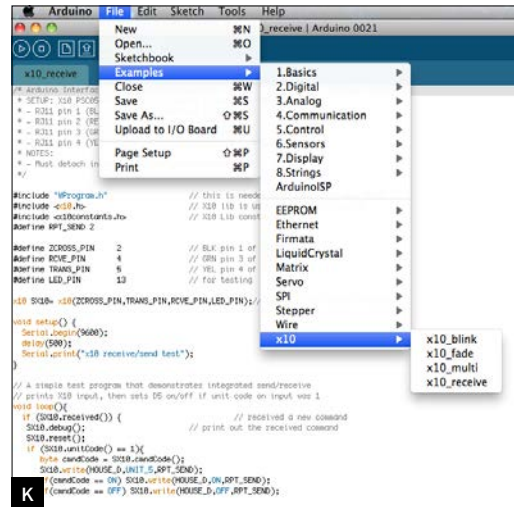 Arduino File Edit Sketch Tools Help
_receive | Arduino 0021
x10_receive
New ⌘N
Open... ⌘O
Sketchbook
Examples
Close ⌘W
Save ⌘S
Save As... ⇧⌘S
Upload to I/O Board ⌘U
Page Setup ⇧⌘P
Print ⌘P
1.Basics
2.Digital
3.Analog
4.Communication
5.Control
6.Sensors
7.Display
8.Strings
ArduinoISP
EEPROM
Ethernet
Firmata
LiquidCrystal
Matrix
Servo
SPI
Stepper
Wire
x10
x10_blink
x10_fade
x10_multi
x10_receive
/* Arduino Interfac
* SETUP: X10 PSC05
* - RJ11 pin 1 (BL
* - RJ11 pin 2 (RE
* - RJ11 pin 3 (GR
* - RJ11 pin 4 (YE
* NOTES:
* - Must detach in
*/
#include "WProgram.h" // this is neede
#include <x10.h> // X10 lib is us
#include <x10constants.h> // X10 Lib const
#define RPT_SEND 2
#define ZCROSS_PIN 2 // BLK pin 1 of
#define RCVE_PIN 4 // GRN pin 3 of
#define TRANS_PIN 5 // YEL pin 4 of
#define LED_PIN 13 // for testing
x10 SX10= x10(ZCROSS_PIN,TRANS_PIN,RCVE_PIN,LED_PIN);//
void setup() {
Serial.begin(9600);
delay(500);
Serial.print("x10 receive/send test");
}
// A simple test program that demonstrates integrated send/receive
// prints X10 input, then sets D5 on/off if unit code on input was 1
void loop(){
if (SX10.received()) { // received a new command
SX10.debug(); // print out the received command
SX10.reset();
if (SX10.unitCode() == 1){
byte cmndCode = SX10.cmndCode();
SX10.write(HOUSE_D,UNIT_5,RPT_SEND);
if(cmndCode == ON) SX10.write(HOUSE_D,ON,RPT_SEND);
if(cmndCode == OFF) SX10.write(HOUSE_D,OFF,RPT_SEND);
K